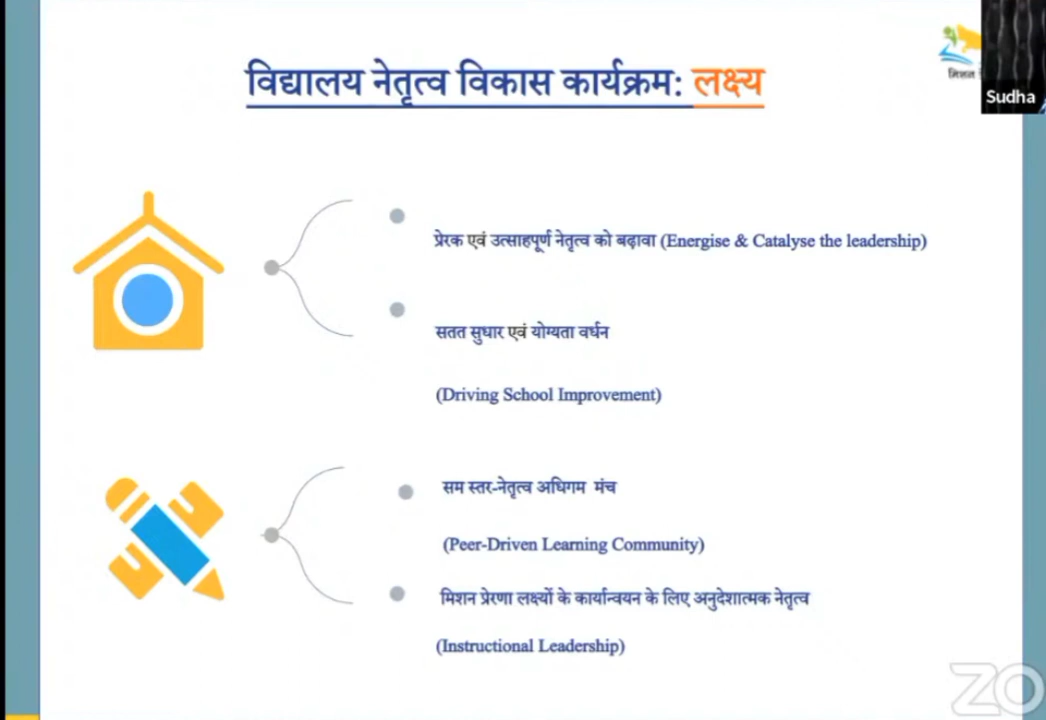 विद्यालय नेतृत्व विकास कार्यक्रम: लक्ष्य
मिशन
Sudha
प्रेरक एवं उत्साहपूर्ण नेतृत्व को बढ़ावा (Energise & Catalyse the leadership)
सतत सुधार एवं योग्यता वर्धन
(Driving School Improvement)
सम स्तर-नेतृत्व अधिगम मंच
(Peer-Driven Learning Community)
मिशन प्रेरणा लक्ष्यों के कार्यान्वयन के लिए अनुदेशात्मक नेतृत्व
(Instructional Leadership)
ZO